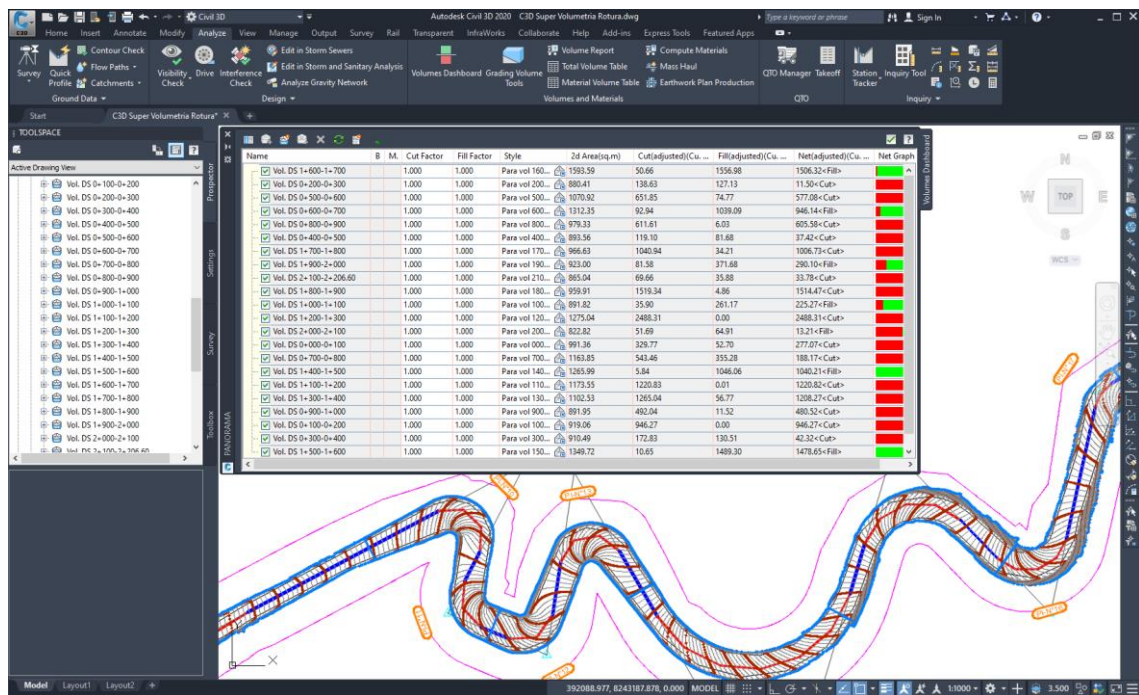 Civil 3D
Autodesk Civil 3D 2020 C3D Super Volumetria Rotura.dwg
Type a keyword or phrase
Sign In
Home Insert Annotate Modify Analyze View Manage Output Survey Rail Transparent InfraWorks Collaborate Help Add-ins Express Tools Featured Apps
Survey
Quick Profile
Contour Check
Flow Paths
Catchments
Visibility Check
Drive
Interference Check
Edit in Storm Sewers
Edit in Storm and Sanitary Analysis
Analyze Gravity Network
Volumes Dashboard
Grading Volume Tools
Volume Report
Total Volume Table
Material Volume Table
Compute Materials
Mass Haul
Earthwork Plan Production
QTO Manager
Takeoff
Station Tracker
Inquiry Tool
Ground Data
Design
Volumes and Materials
QTO
Inquiry
Start
C3D Super Volumetria Rotura*
TOOLSPACE
Active Drawing View
Vol. DS 0+100-0+200
Vol. DS 0+200-0+300
Vol. DS 0+300-0+400
Vol. DS 0+400-0+500
Vol. DS 0+500-0+600
Vol. DS 0+600-0+700
Vol. DS 0+700-0+800
Vol. DS 0+800-0+900
Vol. DS 0+900-1+000
Vol. DS 1+000-1+100
Vol. DS 1+100-1+200
Vol. DS 1+200-1+300
Vol. DS 1+300-1+400
Vol. DS 1+400-1+500
Vol. DS 1+500-1+600
Vol. DS 1+600-1+700
Vol. DS 1+700-1+800
Vol. DS 1+800-1+900
Vol. DS 1+900-2+000
Vol. DS 2+000-2+100
Vol. DS 2+100-2+206.60
Prospector
Settings
Survey
Toolbox
PANORAMA
Volumes Dashboard
Name B M. Cut Factor Fill Factor Style 2d Area(sq.m) Cut(adjusted)(Cu. ... Fill(adjusted)(Cu. ... Net(adjusted)(Cu. ... Net Graph
Vol. DS 1+600-1+700 1.000 1.000 Para vol 160... 1593.59 50.66 1556.98 1506.32<Fill>
Vol. DS 0+200-0+300 1.000 1.000 Para vol 200... 880.41 138.63 127.13 11.50<Cut>
Vol. DS 0+500-0+600 1.000 1.000 Para vol 500... 1070.92 651.85 74.77 577.08<Cut>
Vol. DS 0+600-0+700 1.000 1.000 Para vol 600... 1312.35 92.94 1039.09 946.14<Fill>
Vol. DS 0+800-0+900 1.000 1.000 Para vol 800... 979.33 611.61 6.03 605.58<Cut>
Vol. DS 0+400-0+500 1.000 1.000 Para vol 400... 893.56 119.10 81.68 37.42<Cut>
Vol. DS 1+700-1+800 1.000 1.000 Para vol 170... 966.63 1040.94 34.21 1006.73<Cut>
Vol. DS 1+900-2+000 1.000 1.000 Para vol 190... 923.00 81.58 371.68 290.10<Fill>
Vol. DS 2+100-2+206.60 1.000 1.000 Para vol 210... 865.04 69.66 35.88 33.78<Cut>
Vol. DS 1+800-1+900 1.000 1.000 Para vol 180... 959.91 1519.34 4.86 1514.47<Cut>
Vol. DS 1+000-1+100 1.000 1.000 Para vol 100... 891.82 35.90 261.17 225.27<Fill>
Vol. DS 1+200-1+300 1.000 1.000 Para vol 120... 1275.04 2488.31 0.00 2488.31<Cut>
Vol. DS 2+000-2+100 1.000 1.000 Para vol 200... 822.82 51.69 64.91 13.21<Fill>
Vol. DS 0+000-0+100 1.000 1.000 Para vol 000... 991.36 329.77 52.70 277.07<Cut>
Vol. DS 0+700-0+800 1.000 1.000 Para vol 700... 1163.85 543.46 355.28 188.17<Cut>
Vol. DS 1+400-1+500 1.000 1.000 Para vol 140... 1265.99 5.84 1046.06 1040.21<Fill>
Vol. DS 1+100-1+200 1.000 1.000 Para vol 110... 1173.55 1220.83 0.01 1220.82<Cut>
Vol. DS 1+300-1+400 1.000 1.000 Para vol 130... 1102.53 1265.04 56.77 1208.27<Cut>
Vol. DS 0+900-1+000 1.000 1.000 Para vol 900... 891.95 492.04 11.52 480.52<Cut>
Vol. DS 0+100-0+200 1.000 1.000 Para vol 100... 919.06 946.27 0.00 946.27<Cut>
Vol. DS 0+300-0+400 1.000 1.000 Para vol 300... 910.49 172.83 130.51 42.32<Cut>
Vol. DS 1+500-1+600 1.000 1.000 Para vol 150... 1349.72 10.65 1489.30 1478.65<Fill>
N
W TOP E
S
WCS
X
Model Layout1 Layout2 +
392088.977, 8243187.878, 0.000 MODEL 1:1000 3.500